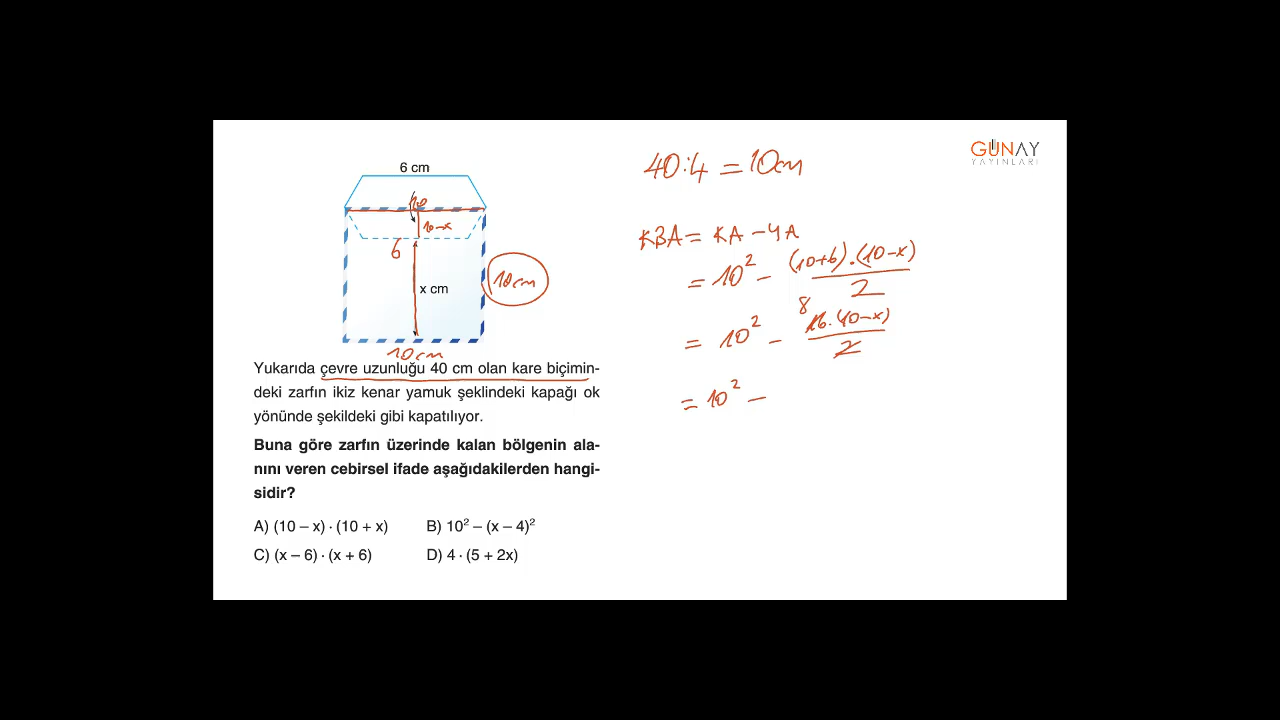 GÜNAY
YAYINLARI
6 cm
10
10-x
6
x cm
10cm
10cm
Yukarıda çevre uzunluğu 40 cm olan kare biçimin-
deki zarfın ikiz kenar yamuk şeklindeki kapağı ok
yönünde şekildeki gibi kapatılıyor.
Buna göre zarfın üzerinde kalan bölgenin ala-
nını veren cebirsel ifade aşağıdakilerden hangi-
sidir?
A) (10 – x) · (10 + x) B) 10² – (x – 4)²
C) (x – 6) · (x + 6) D) 4 · (5 + 2x)
40:4 = 10cm
KBA = KA - YA
= 10² - (10+6).(10-x) / 2
= 10² - 8 16.(10-x) / 2
= 10² -